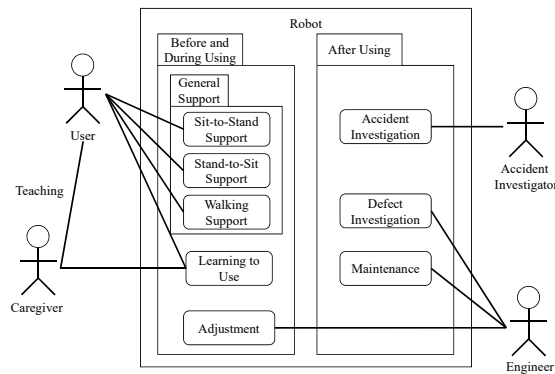 Robot
Before and
During Using
After Using
General
Support
Sit-to-Stand
Support
Stand-to-Sit
Support
Walking
Support
Learning to
Use
Adjustment
Accident
Investigation
Defect
Investigation
Maintenance
User
Teaching
Caregiver
Accident
Investigator
Engineer